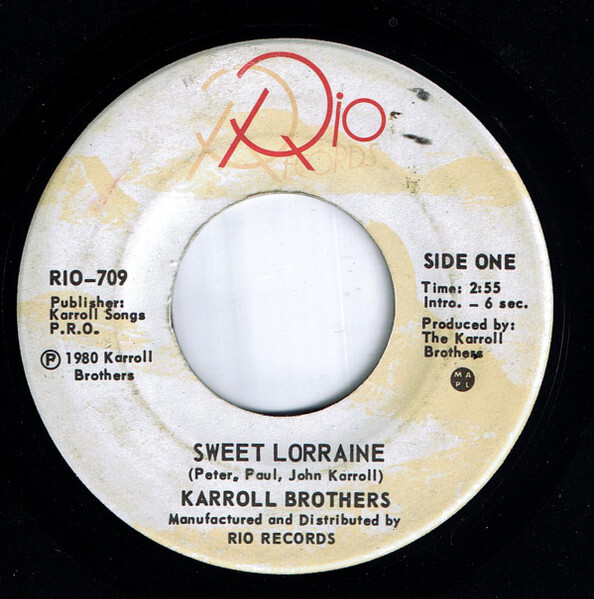 Rio
RECORDS
RIO-709
Publisher:
Karroll Songs
P.R.O.
℗ 1980 Karroll
Brothers
SIDE ONE
Time: 2:55
Intro. - 6 sec.
Produced by:
The Karroll
Brothers
M A
P L
SWEET LORRAINE
(Peter, Paul, John Karroll)
KARROLL BROTHERS
Manufactured and Distributed by
RIO RECORDS